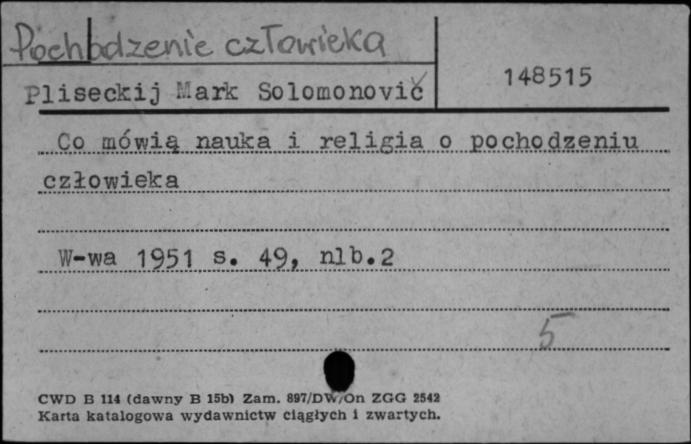 Pochodzenie człowieka
Pliseckij Mark Solomonovič
148515
Co mówią nauka i religia o pochodzeniu
człowieka
W-wa 1951 s. 49, nlb.2
5
CWD B 114 (dawny B 15b) Zam. 897/DW/On ZGG 2542
Karta katalogowa wydawnictw ciągłych i zwartych.